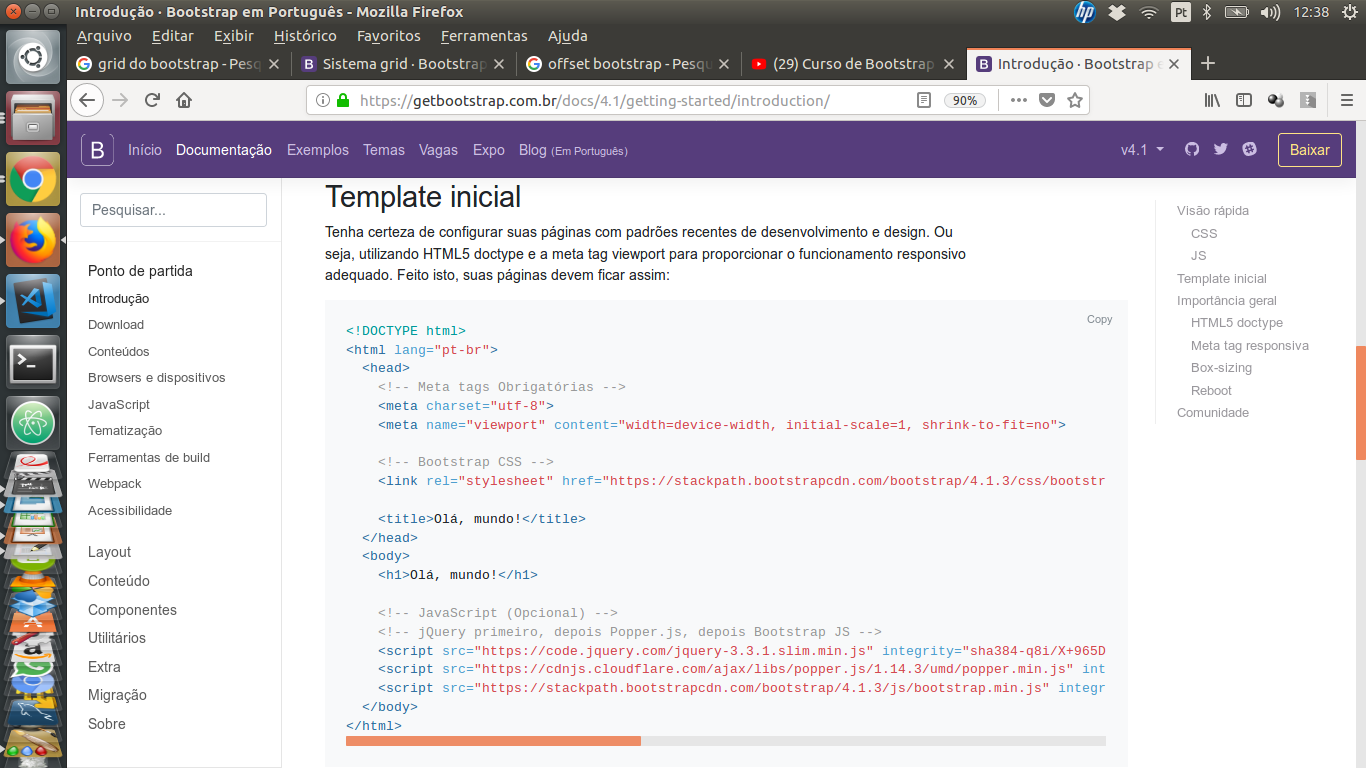 Introdução · Bootstrap em Português - Mozilla Firefox
Pt
12:38
Arquivo Editar Exibir Histórico Favoritos Ferramentas Ajuda
grid do bootstrap - Pesq
Sistema grid · Bootstrap
offset bootstrap - Pesqu
(29) Curso de Bootstrap
Introdução · Bootstrap e
https://getbootstrap.com.br/docs/4.1/getting-started/introduction/
90%
B Início Documentação Exemplos Temas Vagas Expo Blog (Em Português) v4.1 Baixar
Pesquisar...
Ponto de partida
Introdução
Download
Conteúdos
Browsers e dispositivos
JavaScript
Tematização
Ferramentas de build
Webpack
Acessibilidade
Layout
Conteúdo
Componentes
Utilitários
Extra
Migração
Sobre
Template inicial
Tenha certeza de configurar suas páginas com padrões recentes de desenvolvimento e design. Ou
seja, utilizando HTML5 doctype e a meta tag viewport para proporcionar o funcionamento responsivo
adequado. Feito isto, suas páginas devem ficar assim:
Copy
<!DOCTYPE html>
<html lang="pt-br">
<head>
<!-- Meta tags Obrigatórias -->
<meta charset="utf-8">
<meta name="viewport" content="width=device-width, initial-scale=1, shrink-to-fit=no">
<!-- Bootstrap CSS -->
<link rel="stylesheet" href="https://stackpath.bootstrapcdn.com/bootstrap/4.1.3/css/bootstr
<title>Olá, mundo!</title>
</head>
<body>
<h1>Olá, mundo!</h1>
<!-- JavaScript (Opcional) -->
<!-- jQuery primeiro, depois Popper.js, depois Bootstrap JS -->
<script src="https://code.jquery.com/jquery-3.3.1.slim.min.js" integrity="sha384-q8i/X+965D
<script src="https://cdnjs.cloudflare.com/ajax/libs/popper.js/1.14.3/umd/popper.min.js" int
<script src="https://stackpath.bootstrapcdn.com/bootstrap/4.1.3/js/bootstrap.min.js" integr
</body>
</html>
Visão rápida
CSS
JS
Template inicial
Importância geral
HTML5 doctype
Meta tag responsiva
Box-sizing
Reboot
Comunidade